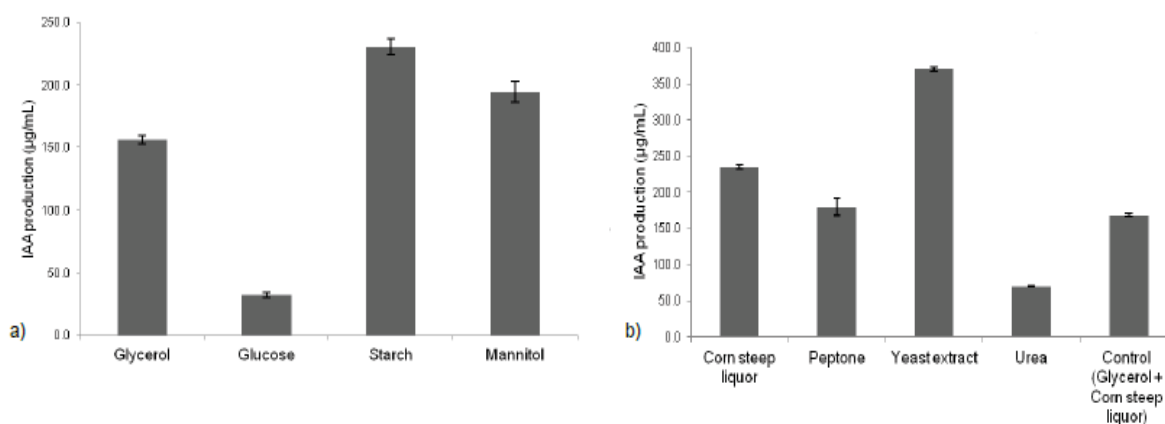 250.0
200.0
150.0
100.0
50.0
0.0
IAA production (µg/mL)
Glycerol Glucose Starch Mannitol
a)
400.0
350.0
300.0
250.0
200.0
150.0
100.0
50.0
0.0
IAA production (µg/mL)
Corn steep liquor
Peptone
Yeast extract
Urea
Control
(Glycerol +
Corn steep
liquor)
b)